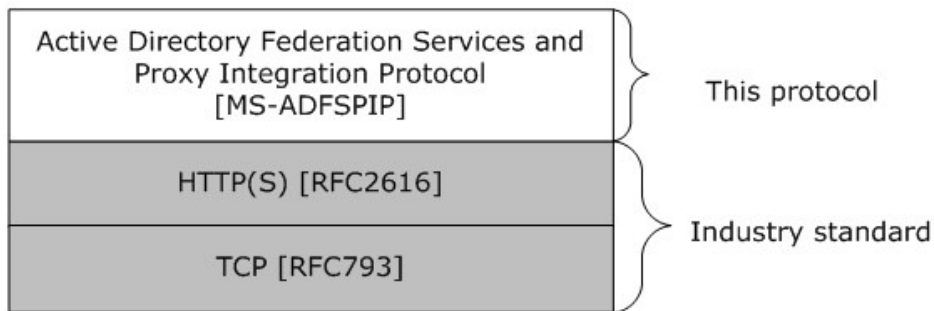 Active Directory Federation Services and
Proxy Integration Protocol
[MS-ADFSPIP]
This protocol
HTTP(S) [RFC2616]
TCP [RFC793]
Industry standard